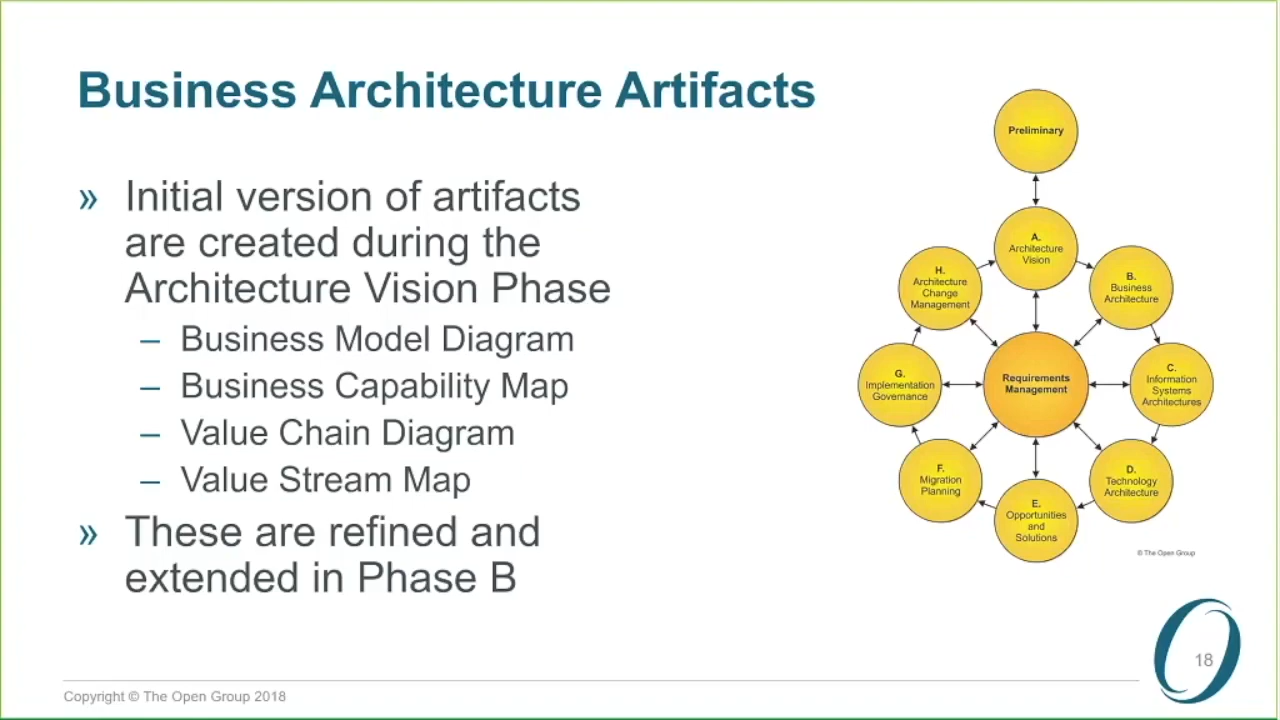 Business Architecture Artifacts
» Initial version of artifacts
are created during the
Architecture Vision Phase
– Business Model Diagram
– Business Capability Map
– Value Chain Diagram
– Value Stream Map
» These are refined and
extended in Phase B
Preliminary
A.
Architecture
Vision
B.
Business
Architecture
C.
Information
Systems
Architectures
D.
Technology
Architecture
E.
Opportunities
and
Solutions
F.
Migration
Planning
G.
Implementation
Governance
H.
Architecture
Change
Management
Requirements
Management
© The Open Group
18
Copyright © The Open Group 2018